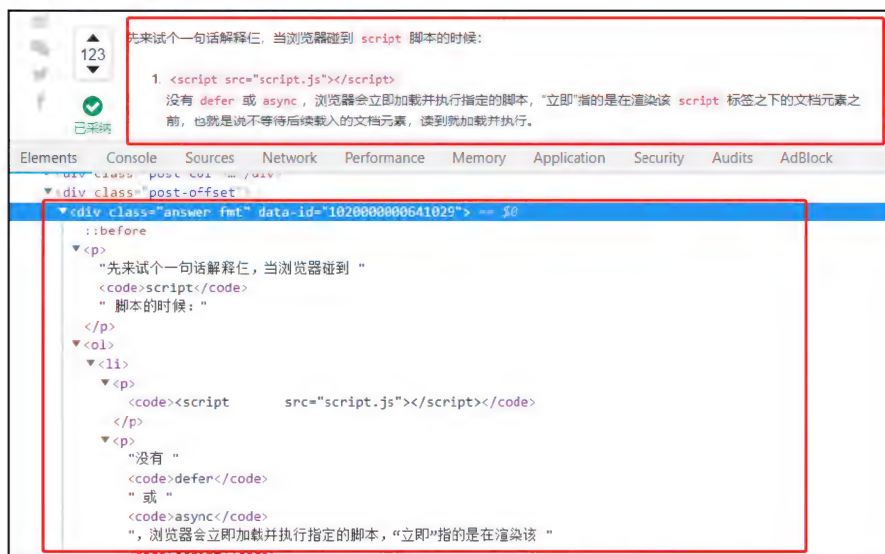 先来试个一句话解释仨，当浏览器碰到 script 脚本的时候：
123
1. <script src="script.js"></script>
没有 defer 或 async，浏览器会立即加载并执行指定的脚本，“立即”指的是在渲染该 script 标签之下的文档元素之
前，也就是说不等待后续载入的文档元素，读到就加载并执行。
已采纳
Elements Console Sources Network Performance Memory Application Security Audits AdBlock
▼<div class="post-offset">
▼<div class="answer fmt" data-id="1020000000641029"> == $0
::before
▼<p>
"先来试个一句话解释仨，当浏览器碰到 "
<code>script</code>
" 脚本的时候："
</p>
▼<ol>
▼<li>
▼<p>
<code><script src="script.js"></script></code>
</p>
▼<p>
"没有 "
<code>defer</code>
" 或 "
<code>async</code>
"，浏览器会立即加载并执行指定的脚本，“立即”指的是在渲染该 "